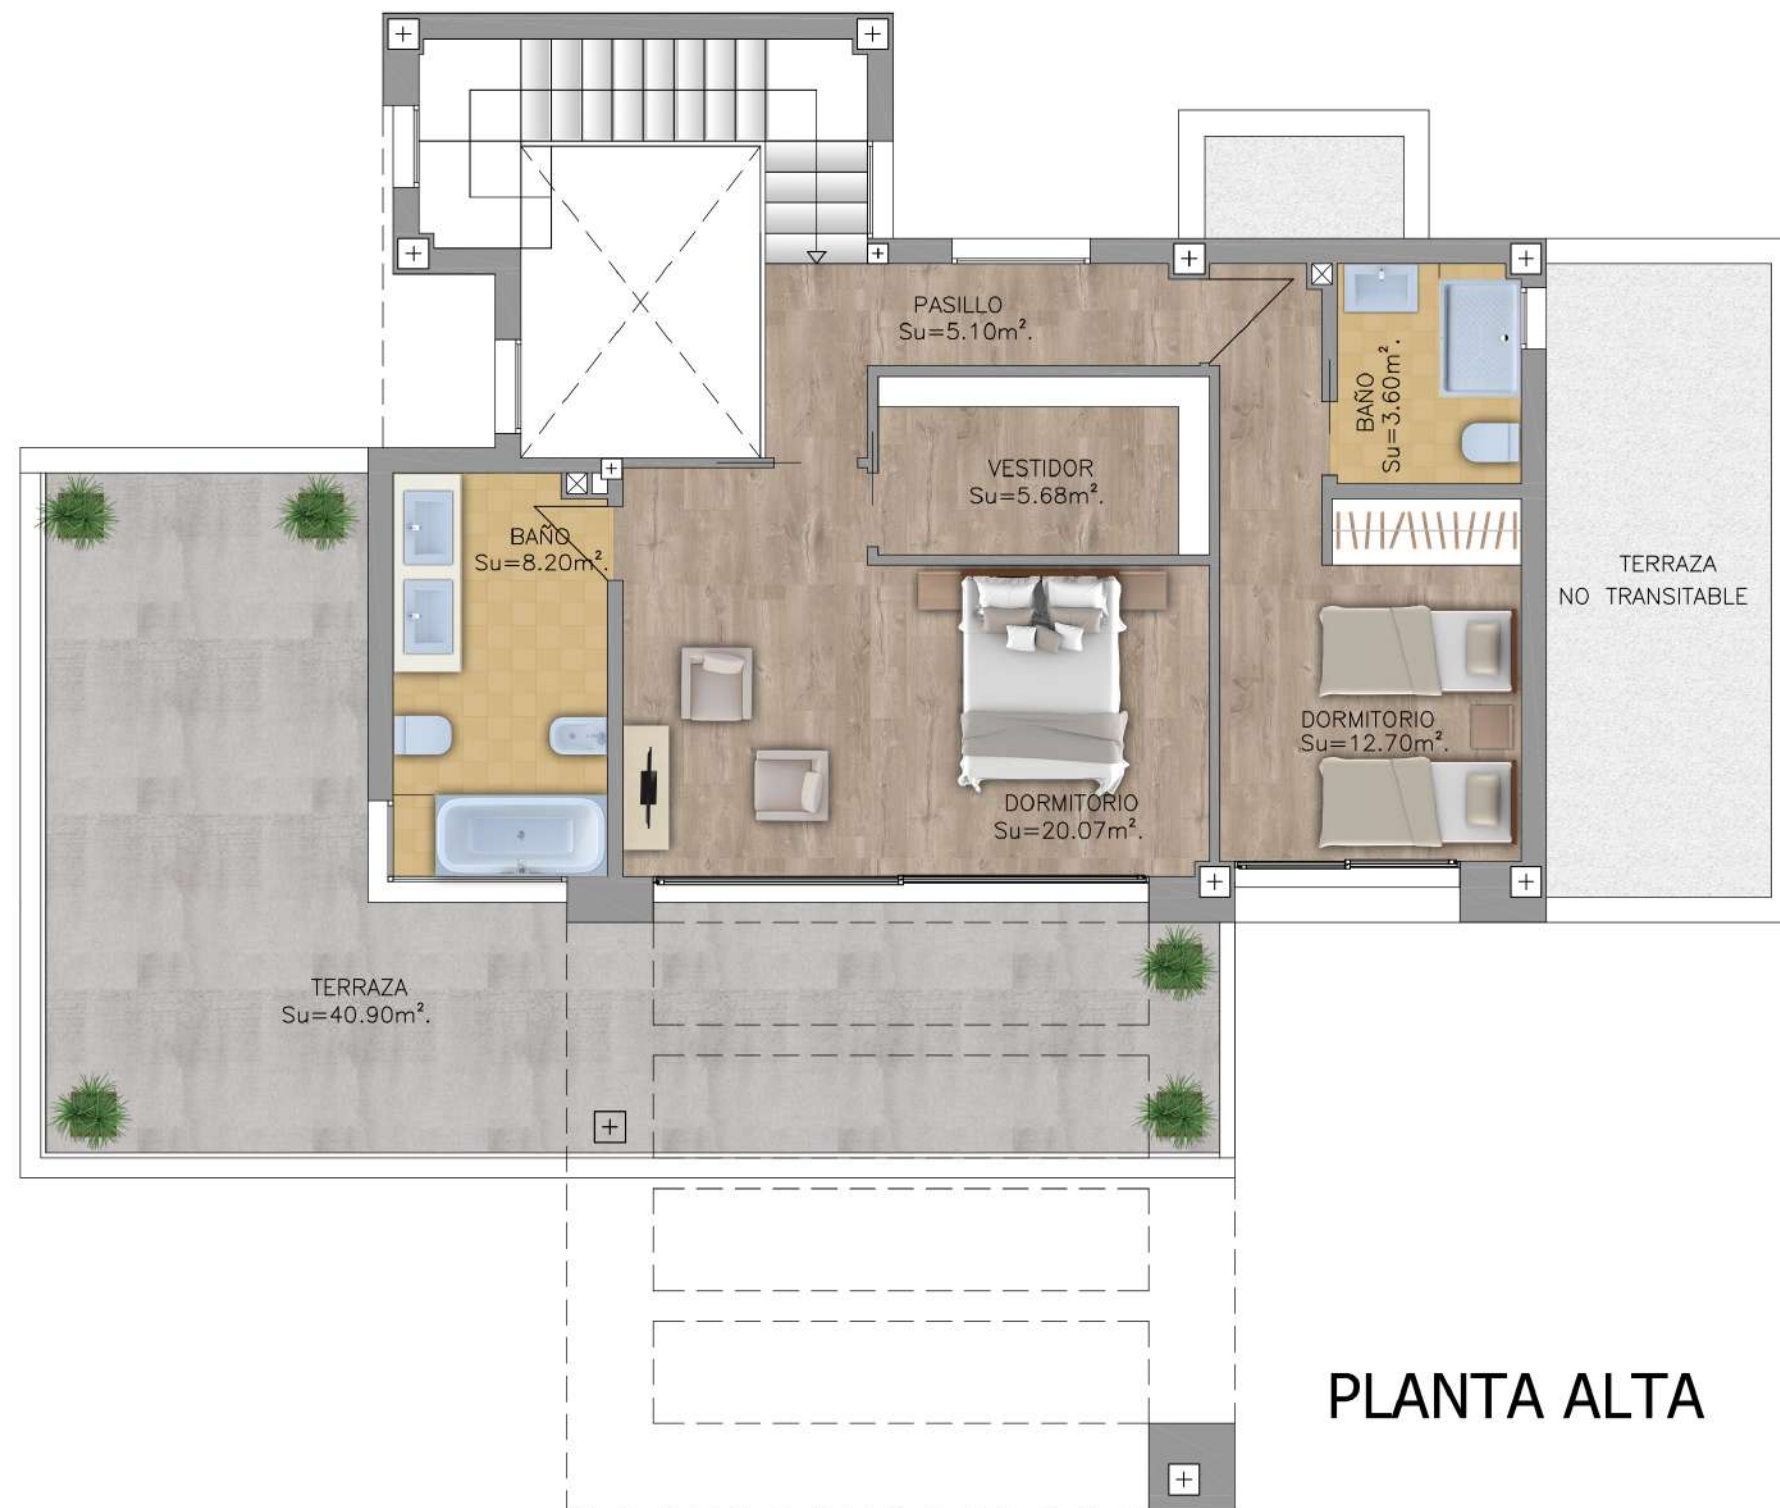 PASILLO
Su=5.10m².
BAÑO
Su=3.60m².
VESTIDOR
Su=5.68m².
BAÑO
Su=8.20m².
TERRAZA
NO TRANSITABLE
DORMITORIO
Su=12.70m².
DORMITORIO
Su=20.07m².
TERRAZA
Su=40.90m².
PLANTA ALTA